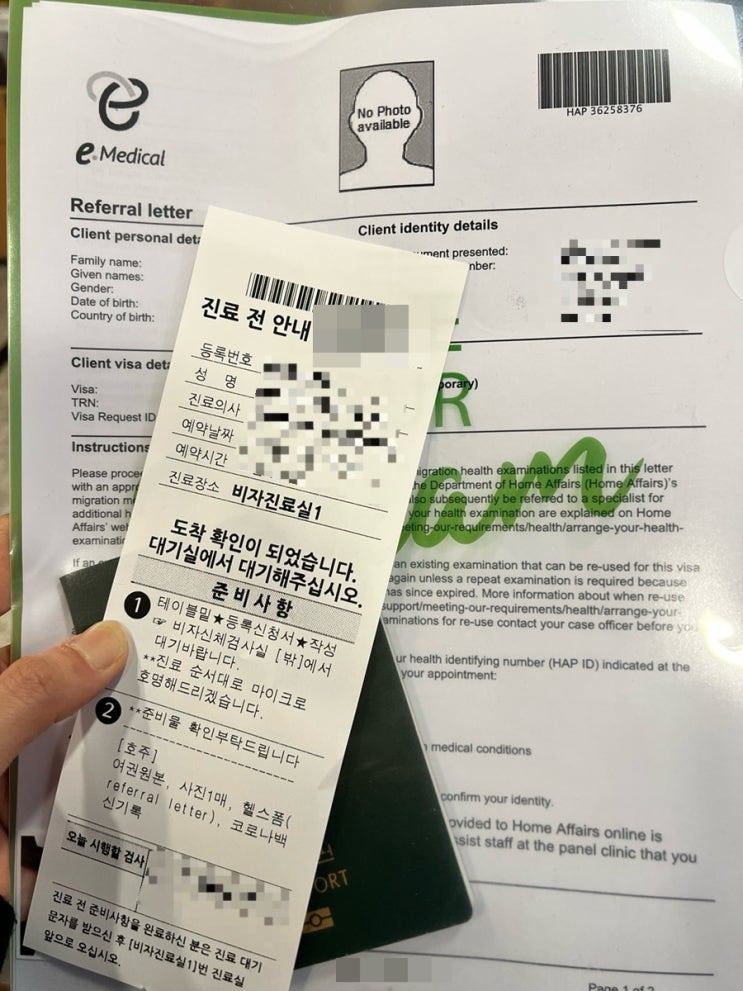 e.Medical
No Photo
available
HAP 36258376
Referral letter
Client personal deta
Family name:
Given names:
Gender:
Date of birth:
Country of birth:
Client identity details
ument presented:
nber:
Client visa deta
Visa:
TRN:
Visa Request ID
porary)
R
am
Instructions
Please procee
with an appr
migration m
additional h
Affairs' wel
examinatio
If an
migration health examinations listed in this letter
the Department of Home Affairs (Home Affairs)'s
also subsequently be referred to a specialist for
your health examination are explained on Home
eeting-our-requirements/health/arrange-your-health-
an existing examination that can be re-used for this visa
again unless a repeat examination is required because
has since expired. More information about when re-use
support/meeting-our-requirements/health/arrange-your-
aminations for re-use contact your case officer before you
ur health identifying number (HAP ID) indicated at the
your appointment:
medical conditions
confirm your identity.
ovided to Home Affairs online is
ssist staff at the panel clinic that you
Page 1 of 2
진료 전 안내
등록번호
성 명
진료의사
예약날짜
예약시간
진료장소 비자진료실1
도착 확인이 되었습니다.
대기실에서 대기해주십시오.
준비사항
1 테이블밑★등록신청서★작성
☞ 비자신체검사실 [밖]에서
대기바랍니다.
**진료 순서대로 마이크로
호명해드리겠습니다.
2 **준비물 확인부탁드립니다
[호주]
여권원본, 사진1매, 헬스폼(
referral letter), 코로나백
신기록
오늘 시행할 검사
진료 전 준비사항을 완료하신 분은 진료 대기
문자를 받으신 후 [비자진료실1]번 진료실
앞으로 오십시오.
PORT